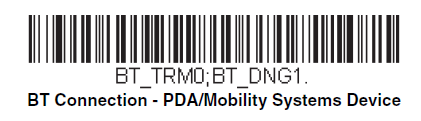 BT_TRM0;BT_DNG1.
BT Connection - PDA/Mobility Systems Device